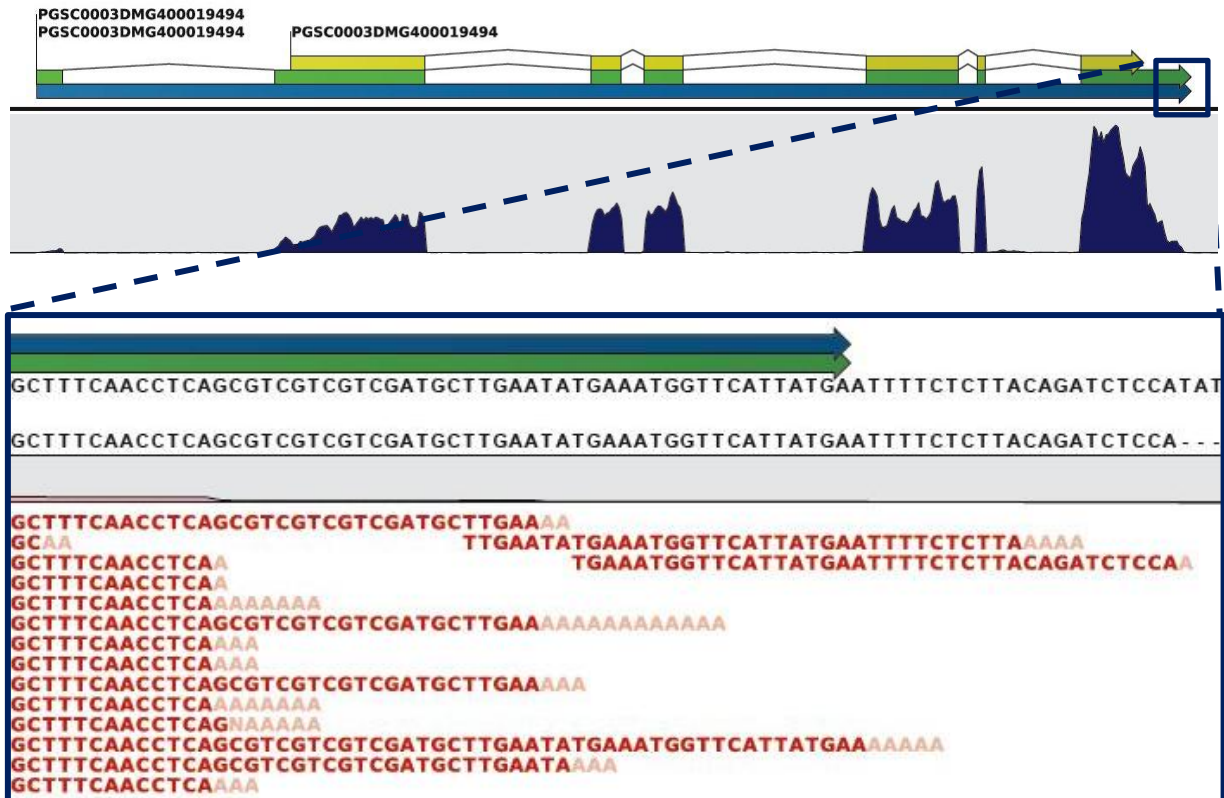 PGSC0003DMG400019494
PGSC0003DMG400019494 PGSC0003DMG400019494
GCTTTCAACCTCAGCGTCGTCGTCGATGCTTGAATATGAAATGGTTCATTATGAATTTTCTCTTACAGATCTCCATAT
GCTTTCAACCTCAGCGTCGTCGTCGATGCTTGAATATGAAATGGTTCATTATGAATTTTCTCTTACAGATCTCCA---
GCTTTCAACCTCAGCGTCGTCGTCGATGCTTGAAAA
GCAA TTGAATATGAAATGGTTCATTATGAATTTTCTCTTAAAAA
GCTTTCAACCTCAA TGAAATGGTTCATTATGAATTTTCTCTTACAGATCTCCAA
GCTTTCAACCTCAA
GCTTTCAACCTCAAAAAAAA
GCTTTCAACCTCAGCGTCGTCGTCGATGCTTGAAAAAAAAAAAAAA
GCTTTCAACCTCAAAA
GCTTTCAACCTCAAAA
GCTTTCAACCTCAGCGTCGTCGTCGATGCTTGAAAAA
GCTTTCAACCTCAAAAAAAA
GCTTTCAACCTCAGNAAAAA
GCTTTCAACCTCAGCGTCGTCGTCGATGCTTGAATATGAAATGGTTCATTATGAAAAAAA
GCTTTCAACCTCAGCGTCGTCGTCGATGCTTGAATAAAA
GCTTTCAACCTCAAAA